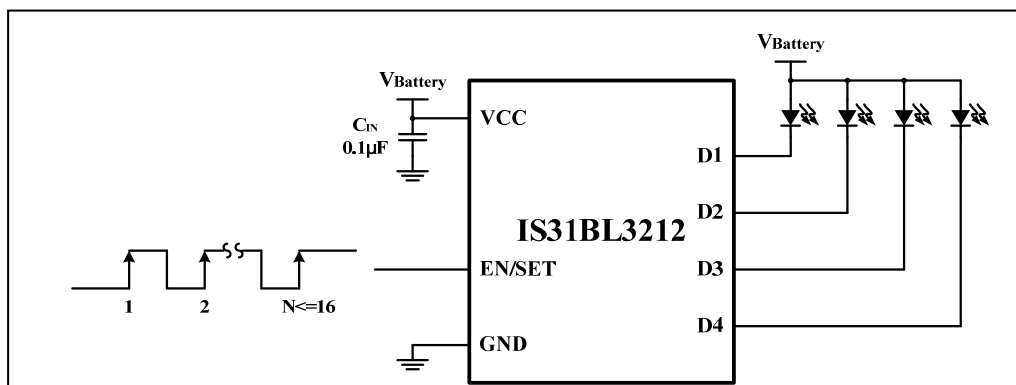 VBattery
VBattery
CIN
0.1µF
VCC
D1
D2
IS31BL3212
EN/SET
D3
1
2
N<=16
D4
GND